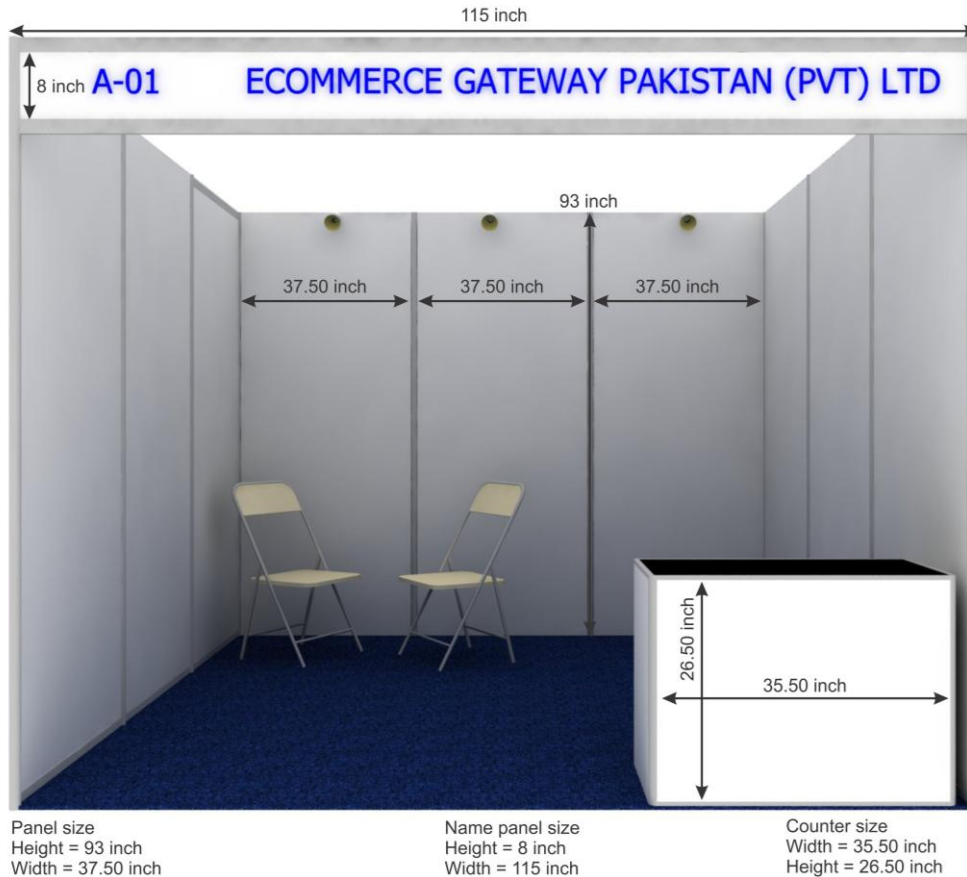 115 inch
8 inch
A-01 ECOMMERCE GATEWAY PAKISTAN (PVT) LTD
93 inch
37.50 inch
37.50 inch
37.50 inch
26.50 inch
35.50 inch
Panel size
Height = 93 inch
Width = 37.50 inch
Name panel size
Height = 8 inch
Width = 115 inch
Counter size
Width = 35.50 inch
Height = 26.50 inch